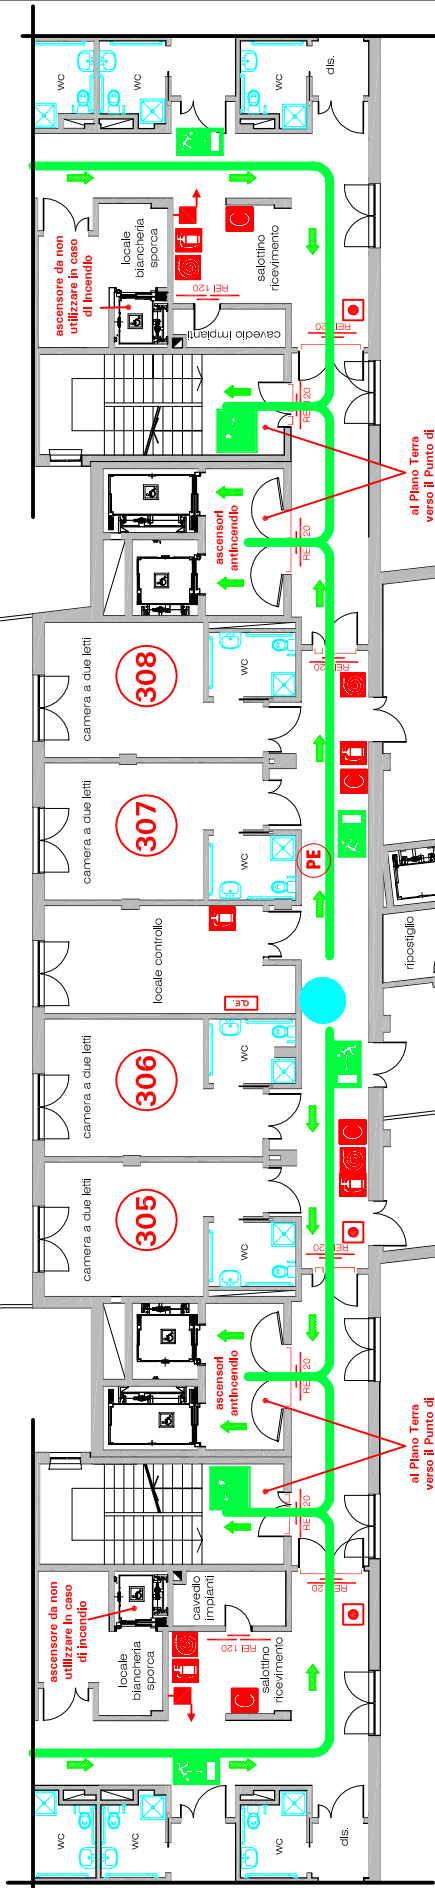 wc
wc
wc
dls.
ascensore da non
utilizzare in caso
di incendio
locale
biancheria
sporca
C
salottino
ricevimento
REI 120
cavedio impianti
REI 120
REI 120
al Piano Terra
verso il Punto di
ascensori
antincendio
REI 120
REI 120
camera a due letti
308
wc
C
camera a due letti
307
wc
PE
locale controllo
Q.E.
ripostiglio
camera a due letti
306
wc
C
camera a due letti
305
wc
REI 120
ascensori
antincendio
REI 120
al Piano Terra
verso il Punto di
REI 120
REI 120
ascensore da non
utilizzare in caso
di incendio
cavedio
impianti
locale
biancheria
sporca
REI 120
C
salottino
ricevimento
wc
wc
wc
dls.